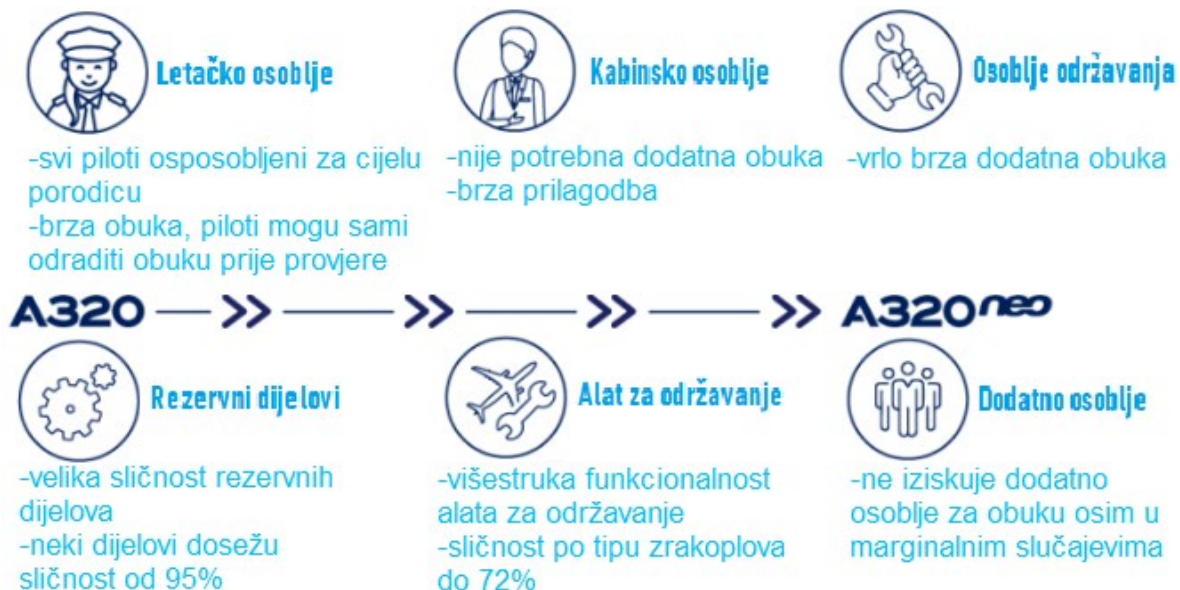 Letačko osoblje
-svi piloti osposobljeni za cijelu
porodicu
-brza obuka, piloti mogu sami
odraditi obuku prije provjere
Kabinsko osoblje
-nije potrebna dodatna obuka
-brza prilagodba
Osoblje održavanja
-vrlo brza dodatna obuka
A320
A320neo
Rezervni dijelovi
-velika sličnost rezervnih
dijelova
-neki dijelovi dosežu
sličnost od 95%
Alat za održavanje
-višestruka funkcionalnost
alata za održavanje
-sličnost po tipu zrakoplova
do 72%
Dodatno osoblje
-ne iziskuje dodatno
osoblje za obuku osim u
marginalnim slučajevima